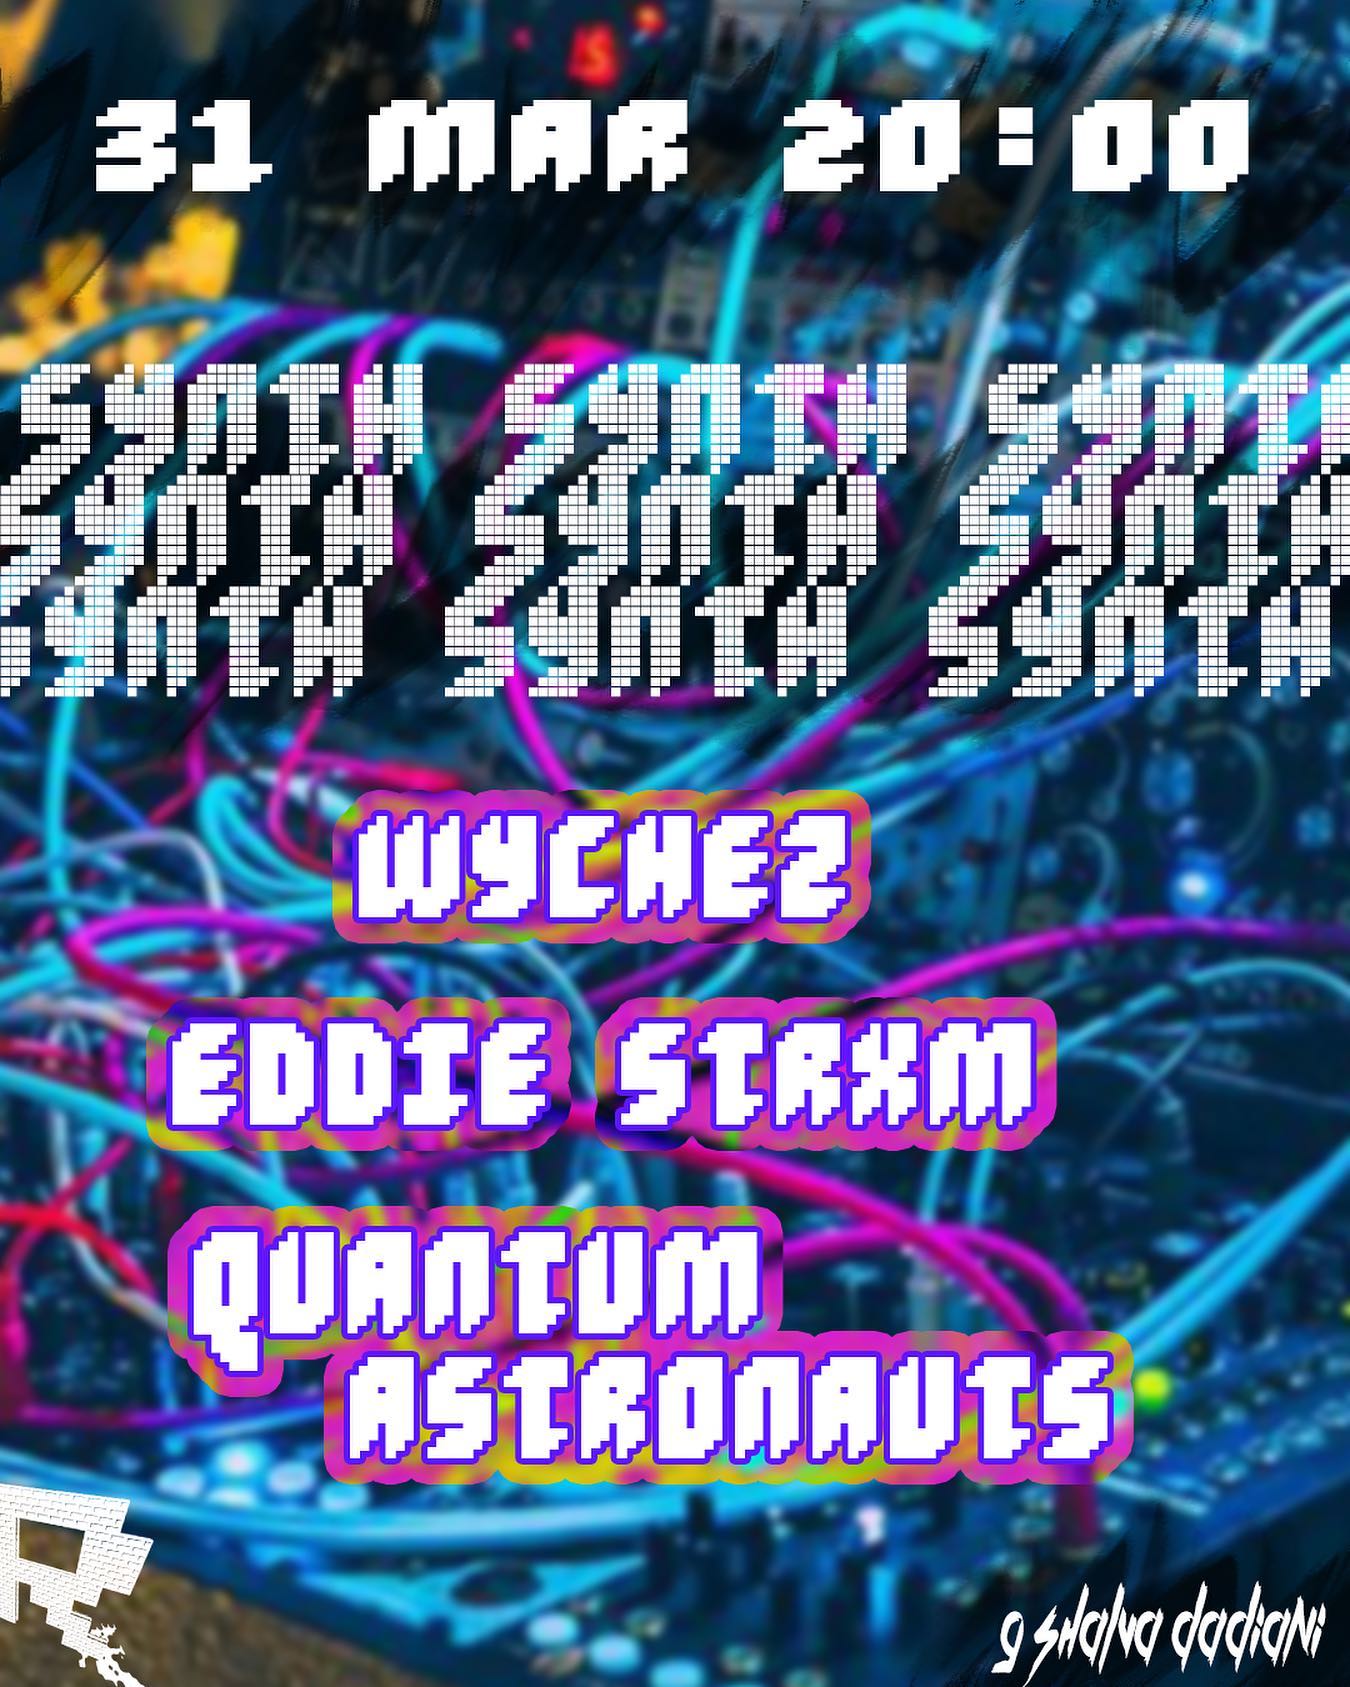 31 MAR 20:00
SYNTH SYNTH SYNTH
SYNTH SYNTH SYNTH
SYNTH SYNTH SYNTH
WYCHEZ
EDDIE STRXM
QUANTUM
ASTRONAUTS
9 SHALVA DADIANI